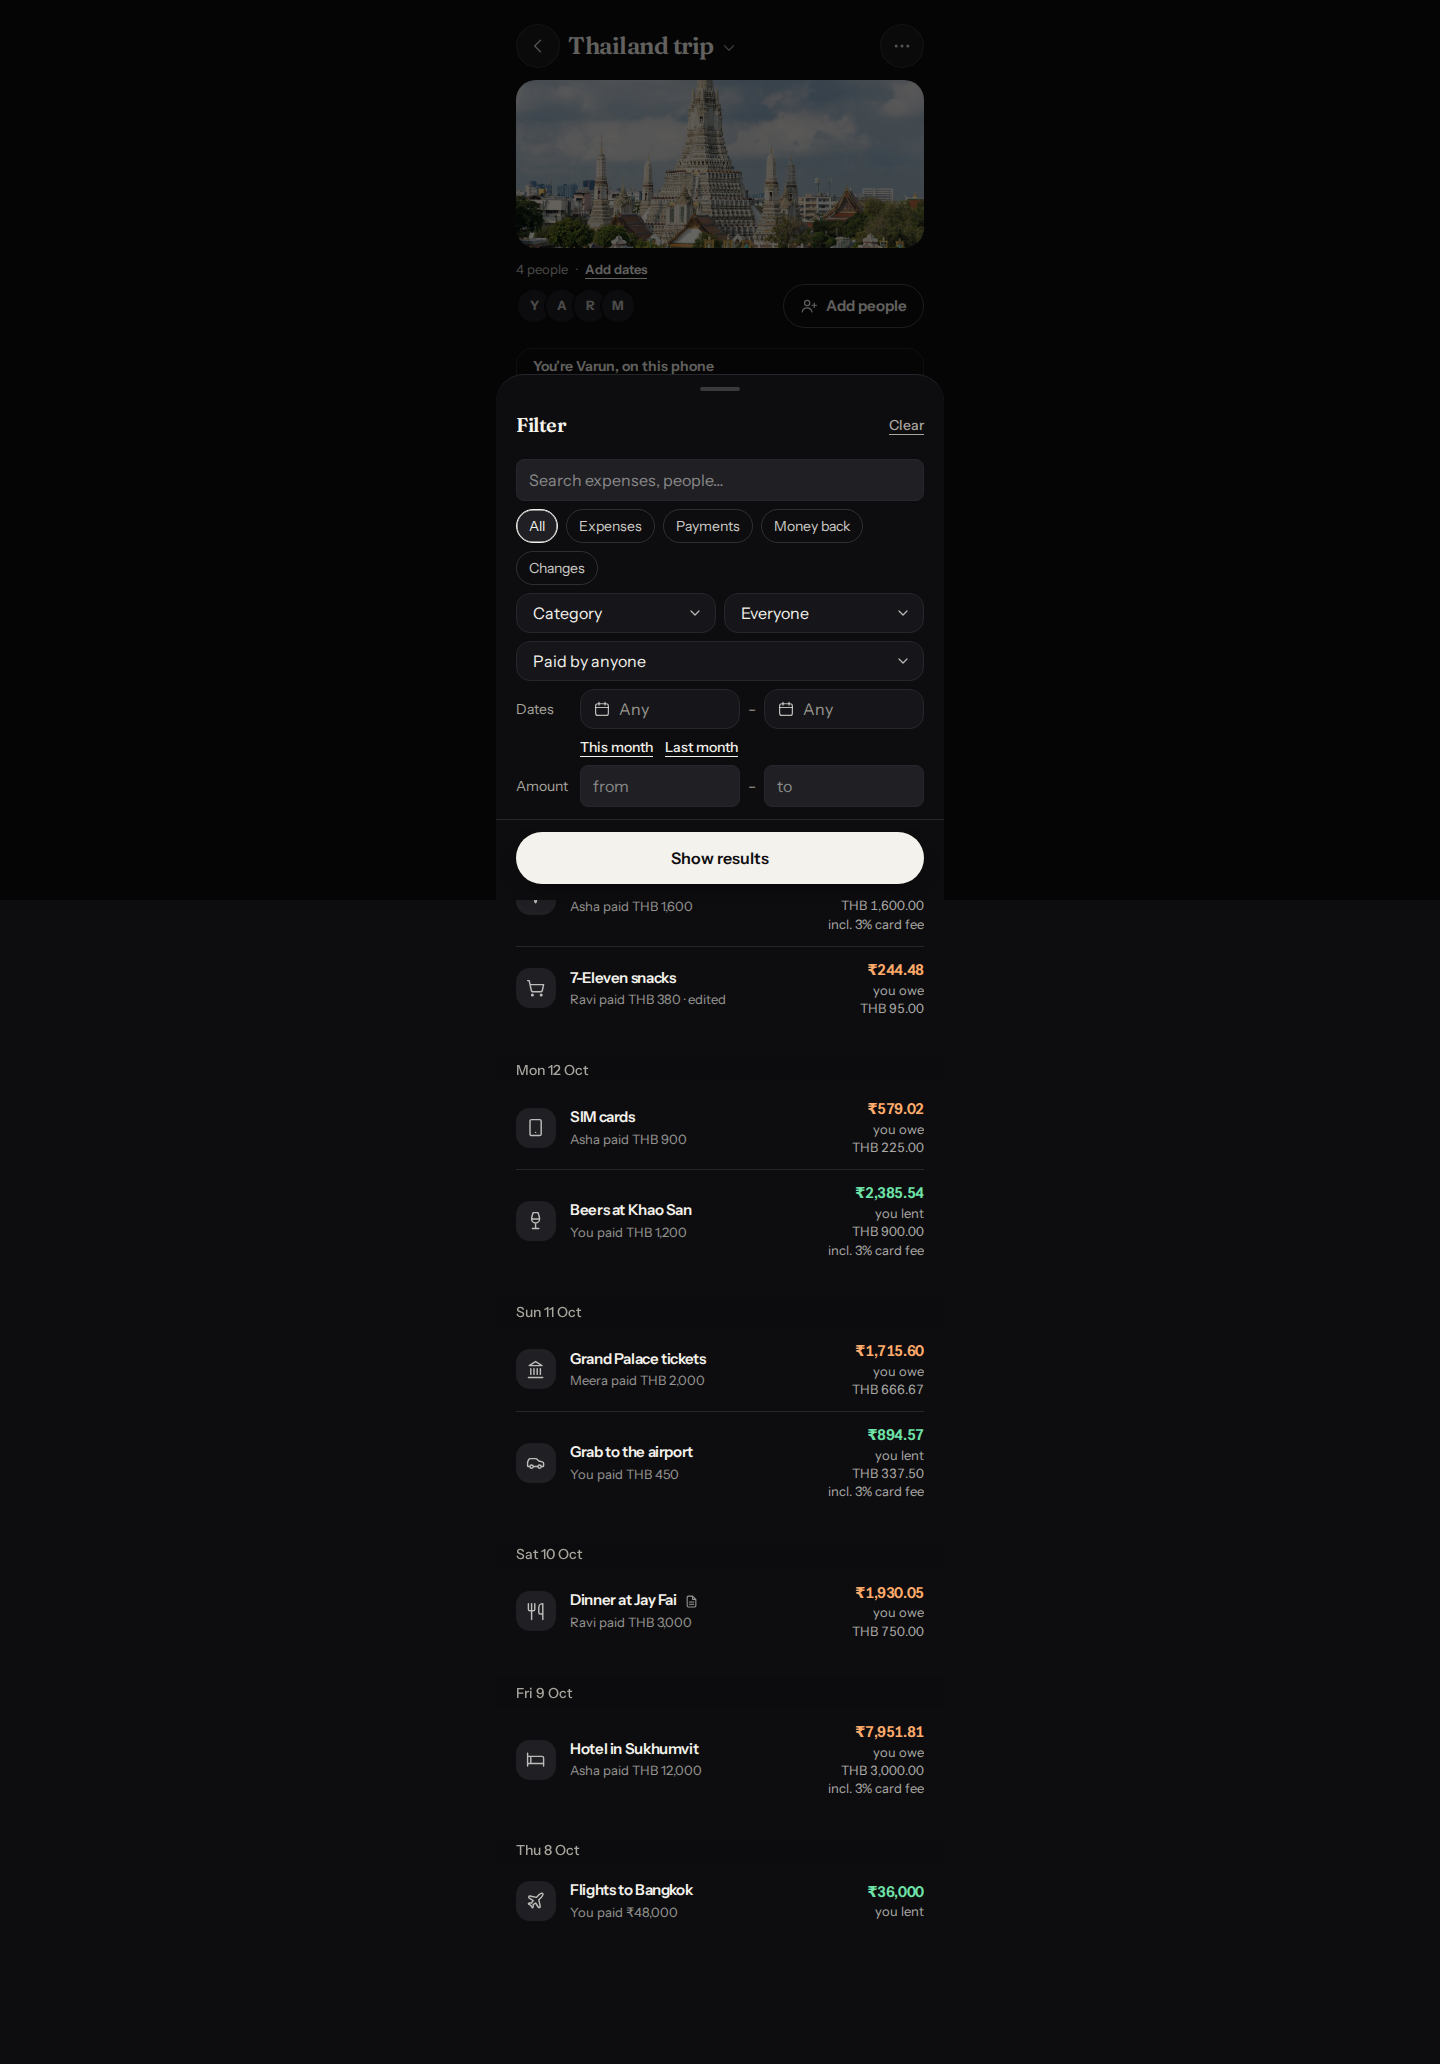 Thailand trip
4 people · Add dates
Y A R M
Add people
You're Varun, on this phone
Filter
Clear
Search expenses, people...
All
Expenses
Payments
Money back
Changes
Category
Everyone
Paid by anyone
Dates
Any
-
Any
This month
Last month
Amount
from
-
to
Show results
Asha paid THB 1,600
THB 1,600.00
incl. 3% card fee
7-Eleven snacks
Ravi paid THB 380 · edited
₹244.48
you owe
THB 95.00
Mon 12 Oct
SIM cards
Asha paid THB 900
₹579.02
you owe
THB 225.00
Beers at Khao San
You paid THB 1,200
₹2,385.54
you lent
THB 900.00
incl. 3% card fee
Sun 11 Oct
Grand Palace tickets
Meera paid THB 2,000
₹1,715.60
you owe
THB 666.67
Grab to the airport
You paid THB 450
₹894.57
you lent
THB 337.50
incl. 3% card fee
Sat 10 Oct
Dinner at Jay Fai
Ravi paid THB 3,000
₹1,930.05
you owe
THB 750.00
Fri 9 Oct
Hotel in Sukhumvit
Asha paid THB 12,000
₹7,951.81
you owe
THB 3,000.00
incl. 3% card fee
Thu 8 Oct
Flights to Bangkok
You paid ₹48,000
₹36,000
you lent